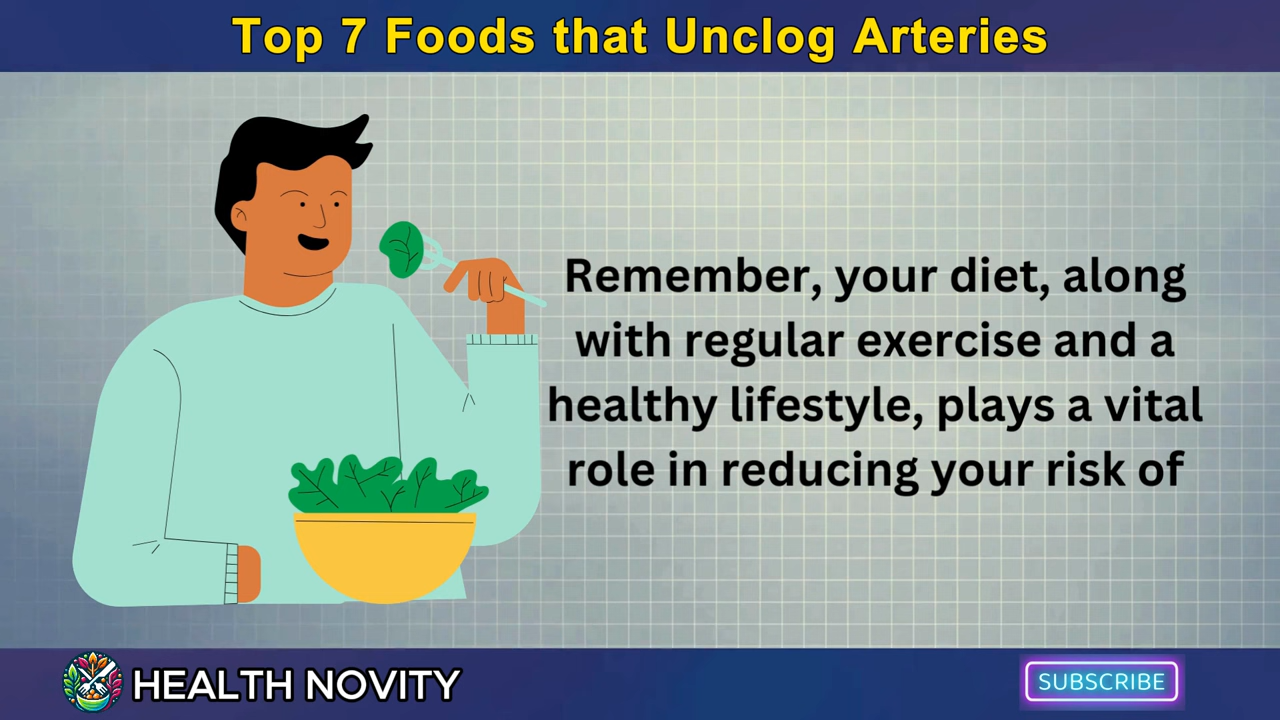 Top 7 Foods that Unclog Arteries
Remember, your diet, along
with regular exercise and a
healthy lifestyle, plays a vital
role in reducing your risk of
HEALTH NOVITY
SUBSCRIBE